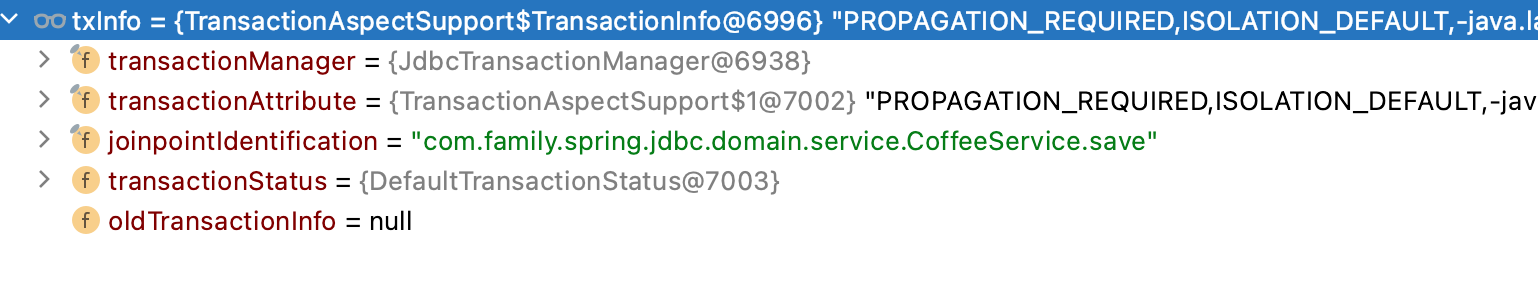 txInfo = {TransactionAspectSupport$TransactionInfo@6996} "PROPAGATION_REQUIRED,ISOLATION_DEFAULT,-java.la
f transactionManager = {JdbcTransactionManager@6938}
f transactionAttribute = {TransactionAspectSupport$1@7002} "PROPAGATION_REQUIRED,ISOLATION_DEFAULT,-jav
f joinpointIdentification = "com.family.spring.jdbc.domain.service.CoffeeService.save"
f transactionStatus = {DefaultTransactionStatus@7003}
f oldTransactionInfo = null